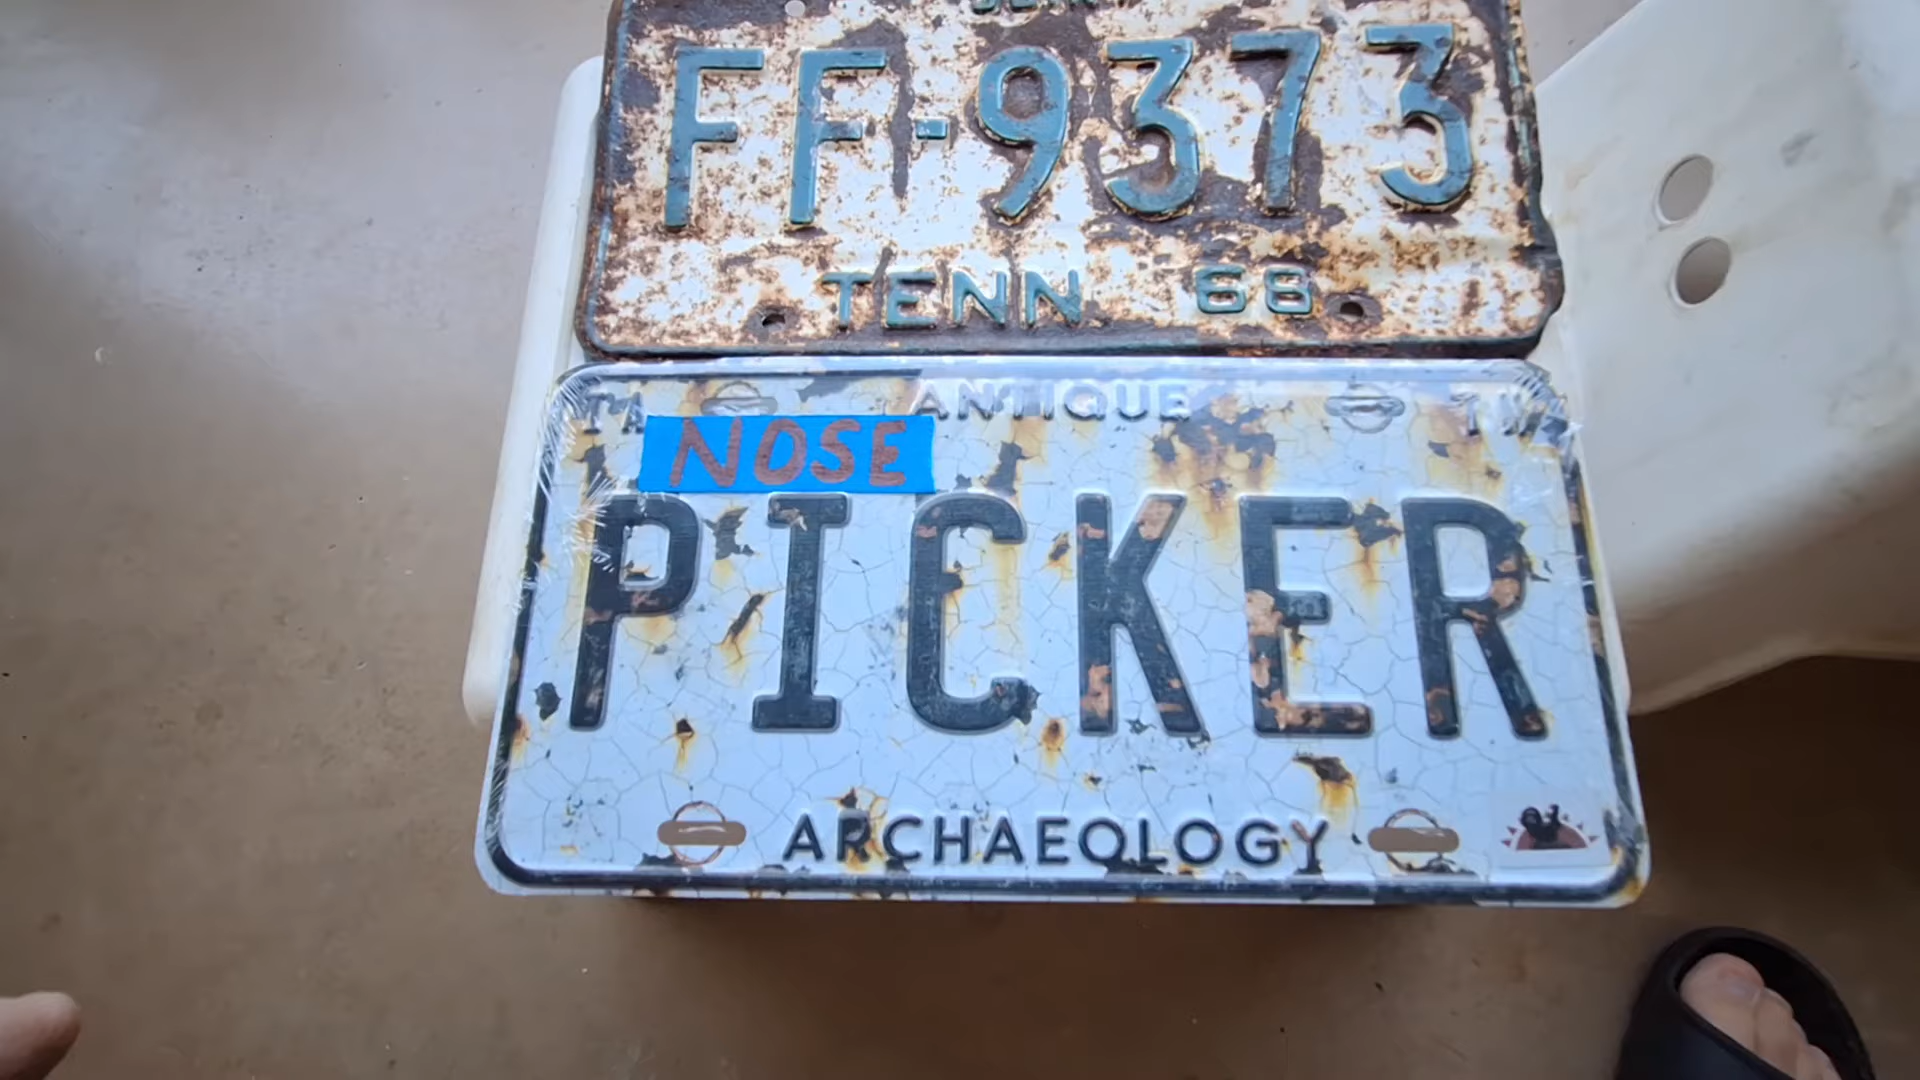 FF-9373
TENN 68
ANTIQUE
NOSE
PICKER
ARCHAEOLOGY